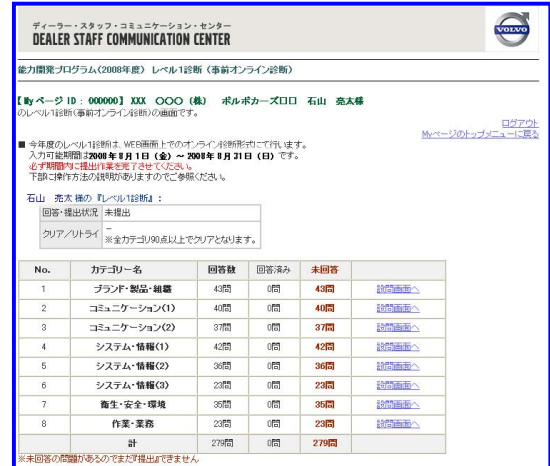 ディーラー・スタッフ・コミュニケーション・センター
DEALER STAFF COMMUNICATION CENTER
VOLVO
能力開発プログラム(2008年度) レベル1診断 (事前オンライン診断)
【Myページ ID : 000000】 XXX 〇〇〇 (株) ボルボカーズ口口 石山 亮太様
のレベル1診断(事前オンライン診断)の画面です。
ログアウト
Myページのトップメニューに戻る
■ 今年度のレベル1診断は、WEB画面上でのオンライン診断形式にて行います。
入力可能期間は2008年8月1日(金)~2008年8月31日(日)です。
必ず期間内に提出作業を完了させてください。
下部に操作方法の説明がありますのでご参照ください。
石山 亮太 様の『レベル1診断』:
回答・提出状況 未提出
クリア/リトライ −
※全カテゴリ90点以上でクリアとなります。
No. カテゴリー名 回答数 回答済み 未回答
1 ブランド・製品・組織 43問 0問 43問 設問画面へ
2 コミュニケーション(1) 40問 0問 40問 設問画面へ
3 コミュニケーション(2) 37問 0問 37問 設問画面へ
4 システム・情報(1) 42問 0問 42問 設問画面へ
5 システム・情報(2) 36問 0問 36問 設問画面へ
6 システム・情報(3) 23問 0問 23問 設問画面へ
7 衛生・安全・環境 35問 0問 35問 設問画面へ
8 作業・業務 23問 0問 23問 設問画面へ
計 279問 0問 279問
※未回答の問題があるのでまだ『提出』できません